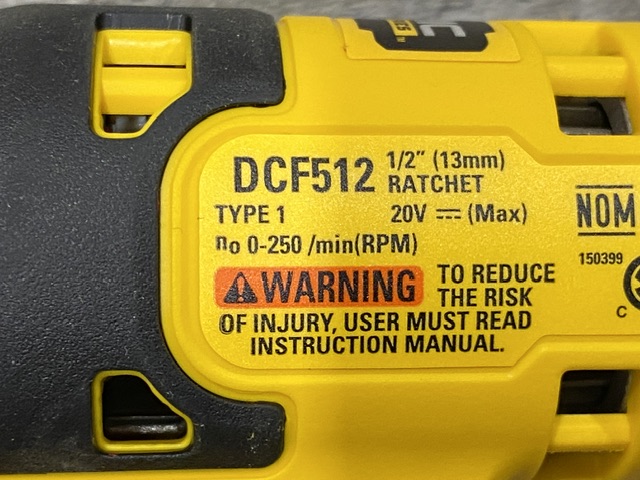 DCF512 1/2" (13mm)
RATCHET
TYPE 1 20V ⎓ (Max)
no 0-250 /min(RPM)
WARNING TO REDUCE
THE RISK
OF INJURY, USER MUST READ
INSTRUCTION MANUAL.
NOM
150399
C